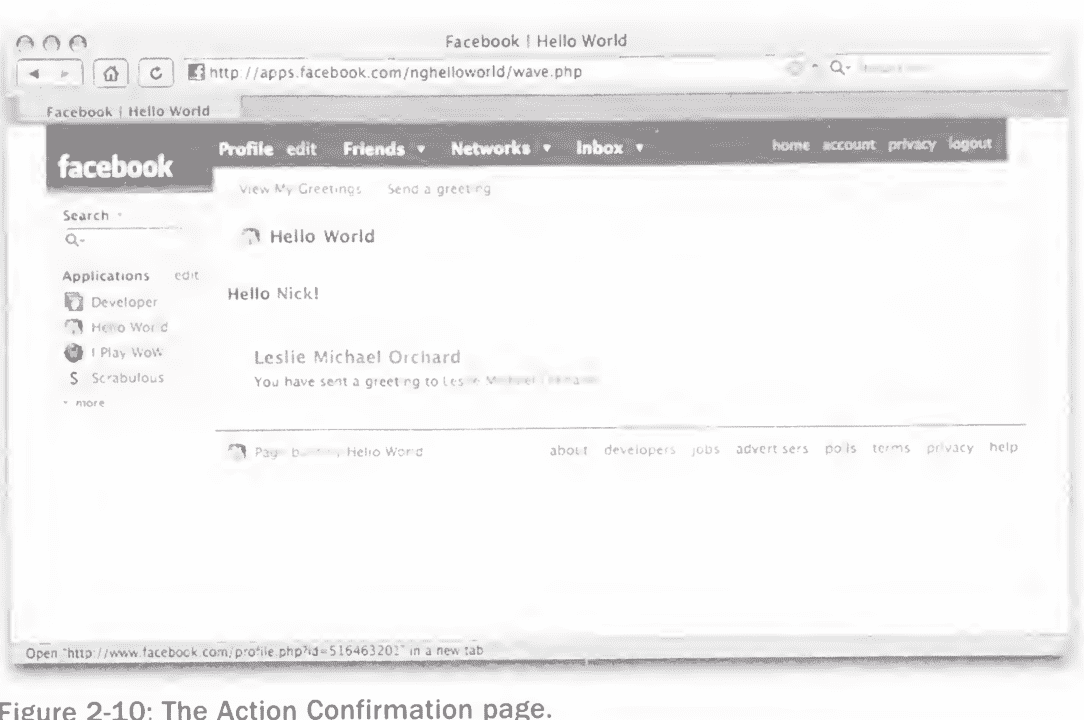 Facebook | Hello World
http://apps.facebook.com/nghelloworld/wave.php
Facebook | Hello World
facebook
Profile edit Friends Networks Inbox home account privacy logout
View My Greetings Send a greeting
Search
Hello World
Applications edit
Developer
Hello World
I Play WoW
S Scrabulous
more
Hello Nick!
Leslie Michael Orchard
You have sent a greeting to Leslie Michael
Hello World about developers jobs advertisers polls terms privacy help
Open "http://www.facebook.com/profile.php?id=516463201" in a new tab
Figure 2-10: The Action Confirmation page.